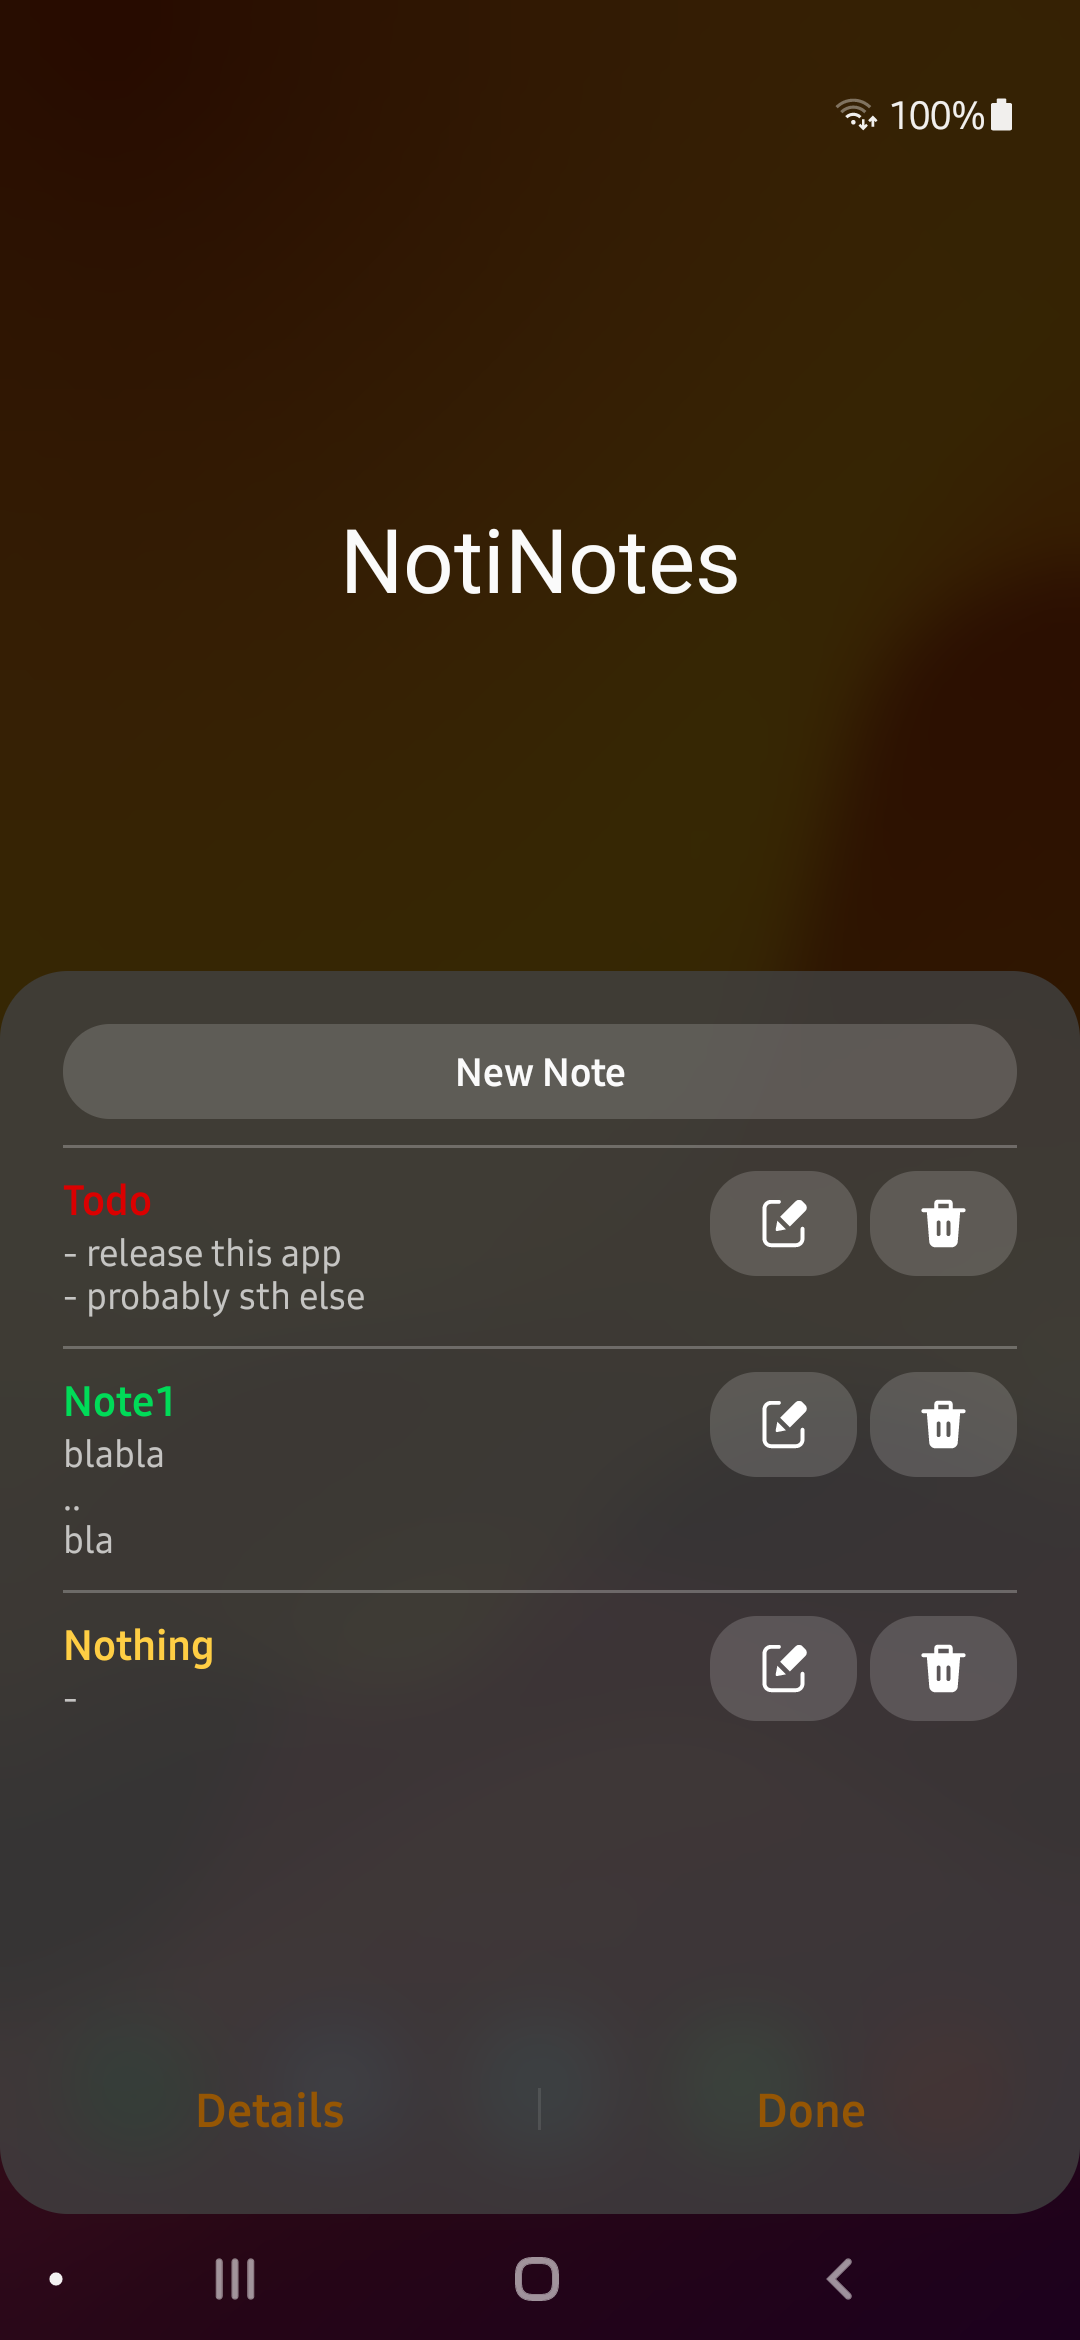 100%
NotiNotes
New Note
Todo
- release this app
- probably sth else
Note1
blabla
..
bla
Nothing
-
Details
Done